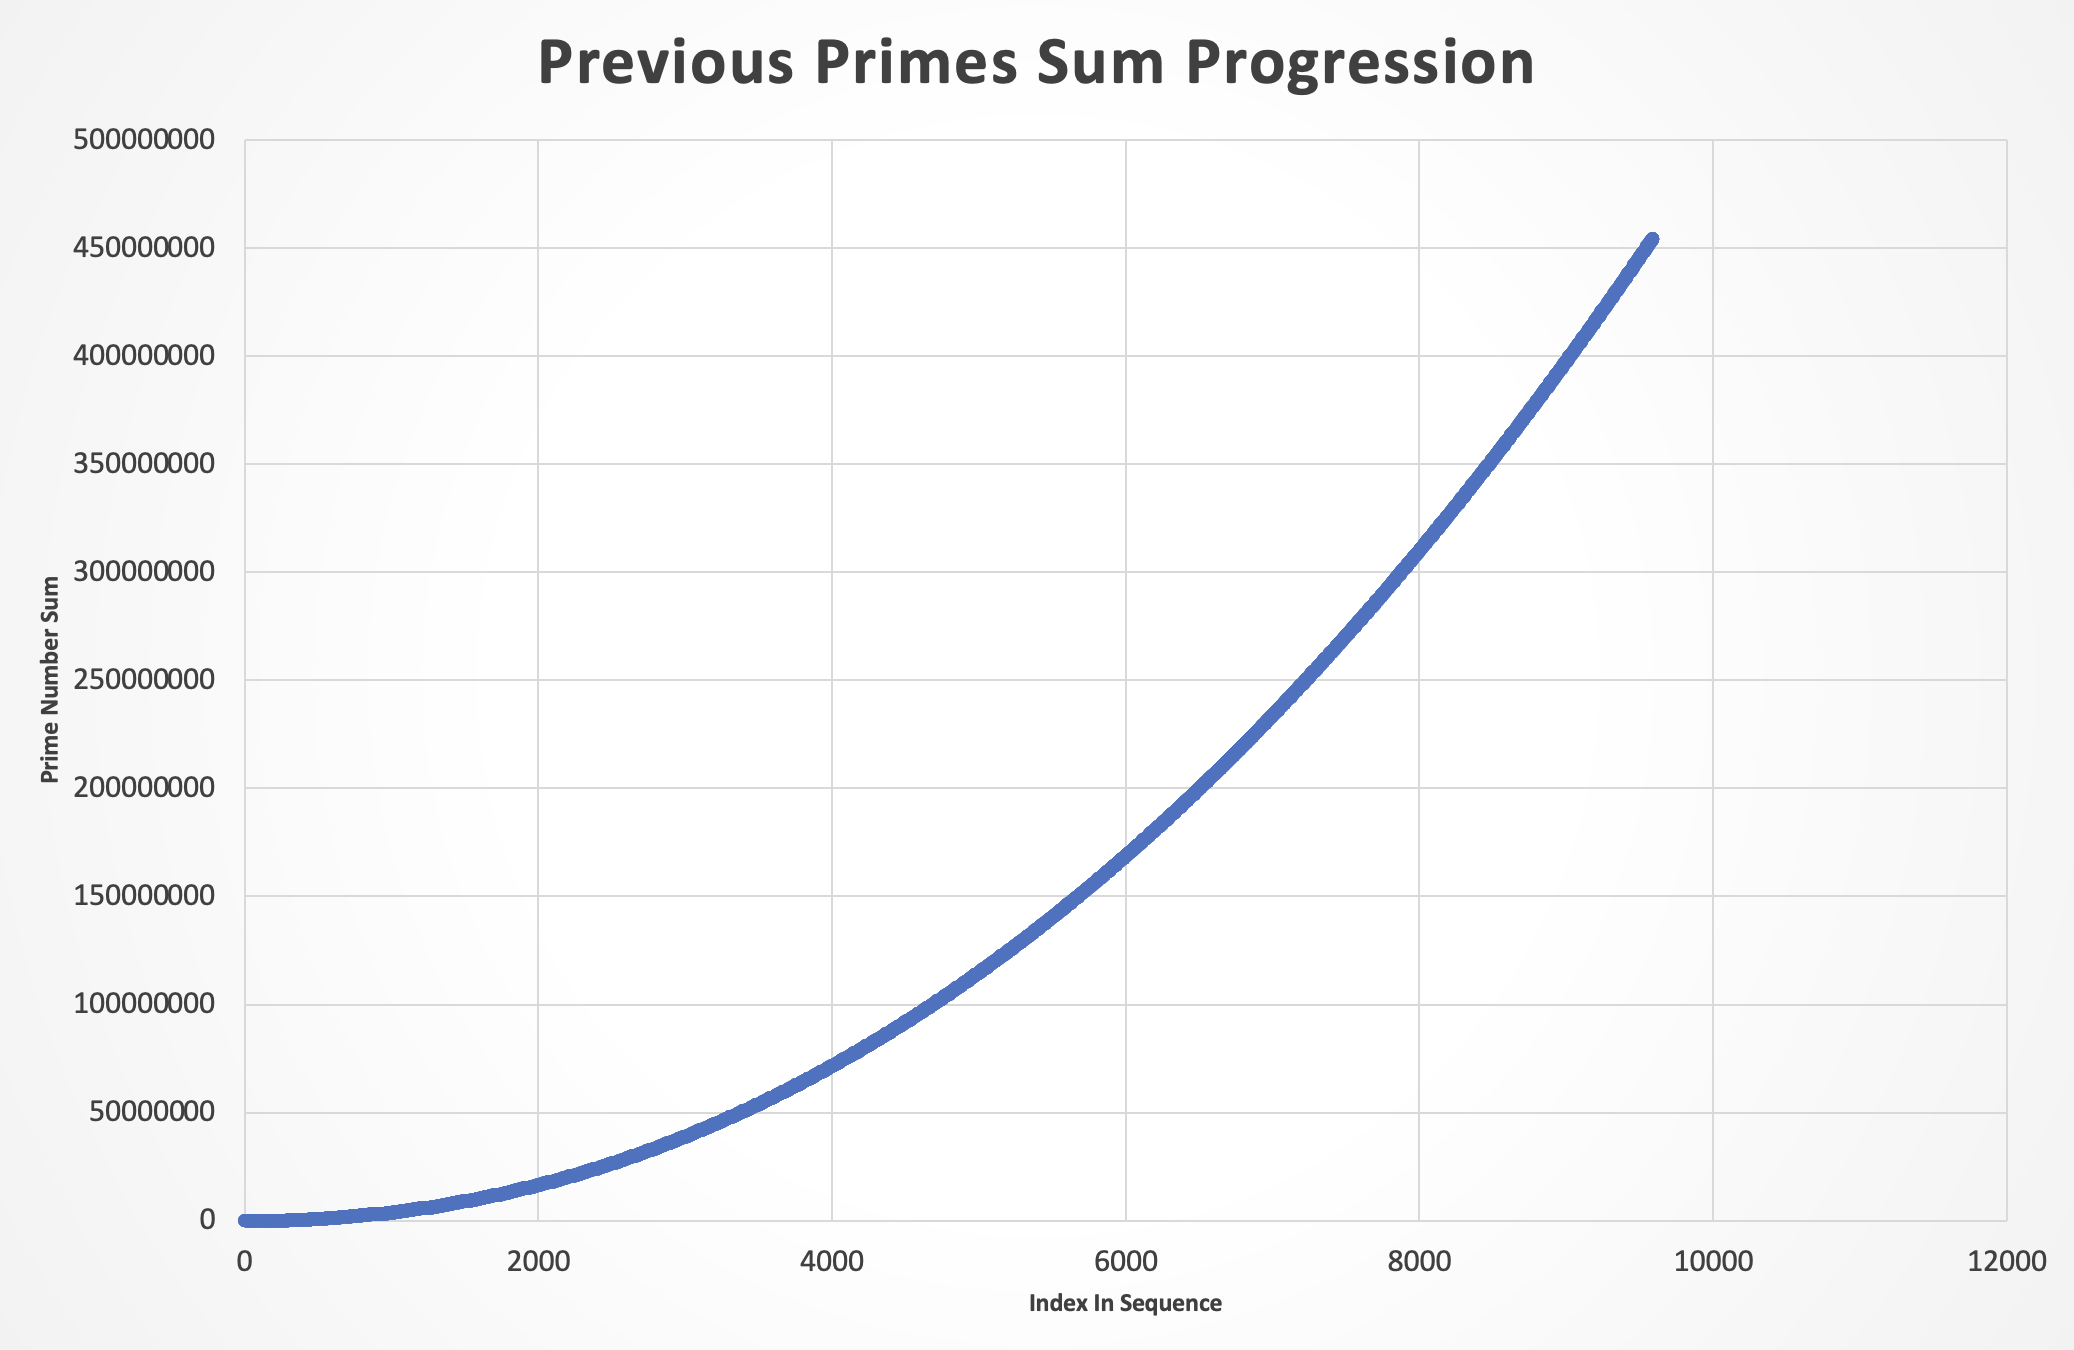 Previous Primes Sum Progression
500000000
450000000
400000000
350000000
300000000
250000000
200000000
150000000
100000000
50000000
0
Prime Number Sum
0 2000 4000 6000 8000 10000 12000
Index In Sequence